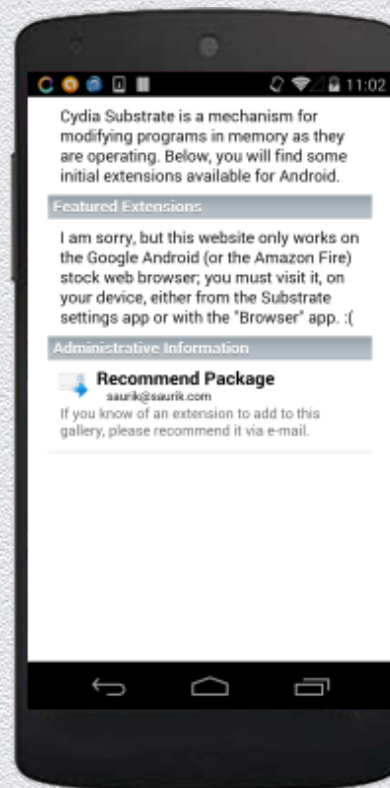 11:02
Cydia Substrate is a mechanism for
modifying programs in memory as they
are operating. Below, you will find some
initial extensions available for Android.
Featured Extensions
I am sorry, but this website only works on
the Google Android (or the Amazon Fire)
stock web browser; you must visit it, on
your device, either from the Substrate
settings app or with the "Browser" app. :(
Administrative Information
Recommend Package
saurik@saurik.com
If you know of an extension to add to this
gallery, please recommend it via e-mail.